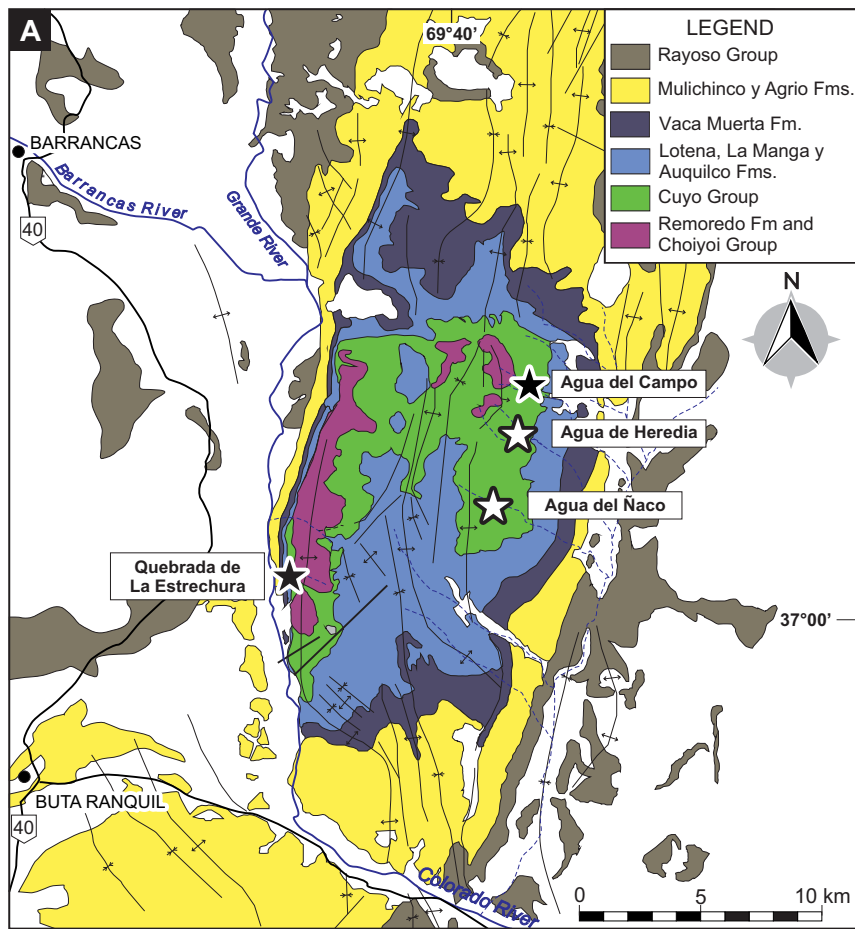 A
69°40'
LEGEND
Rayoso Group
Mulichinco y Agrio Fms.
Vaca Muerta Fm.
Lotena, La Manga y
Auquilco Fms.
Cuyo Group
Remoredo Fm and
Choiyoi Group
BARRANCAS
Barrancas River
Grande River
40
N
Agua del Campo
Agua de Heredia
Agua del Ñaco
Quebrada de
La Estrechura
37°00'
BUTA RANQUIL
40
Colorado River
0 5 10 km